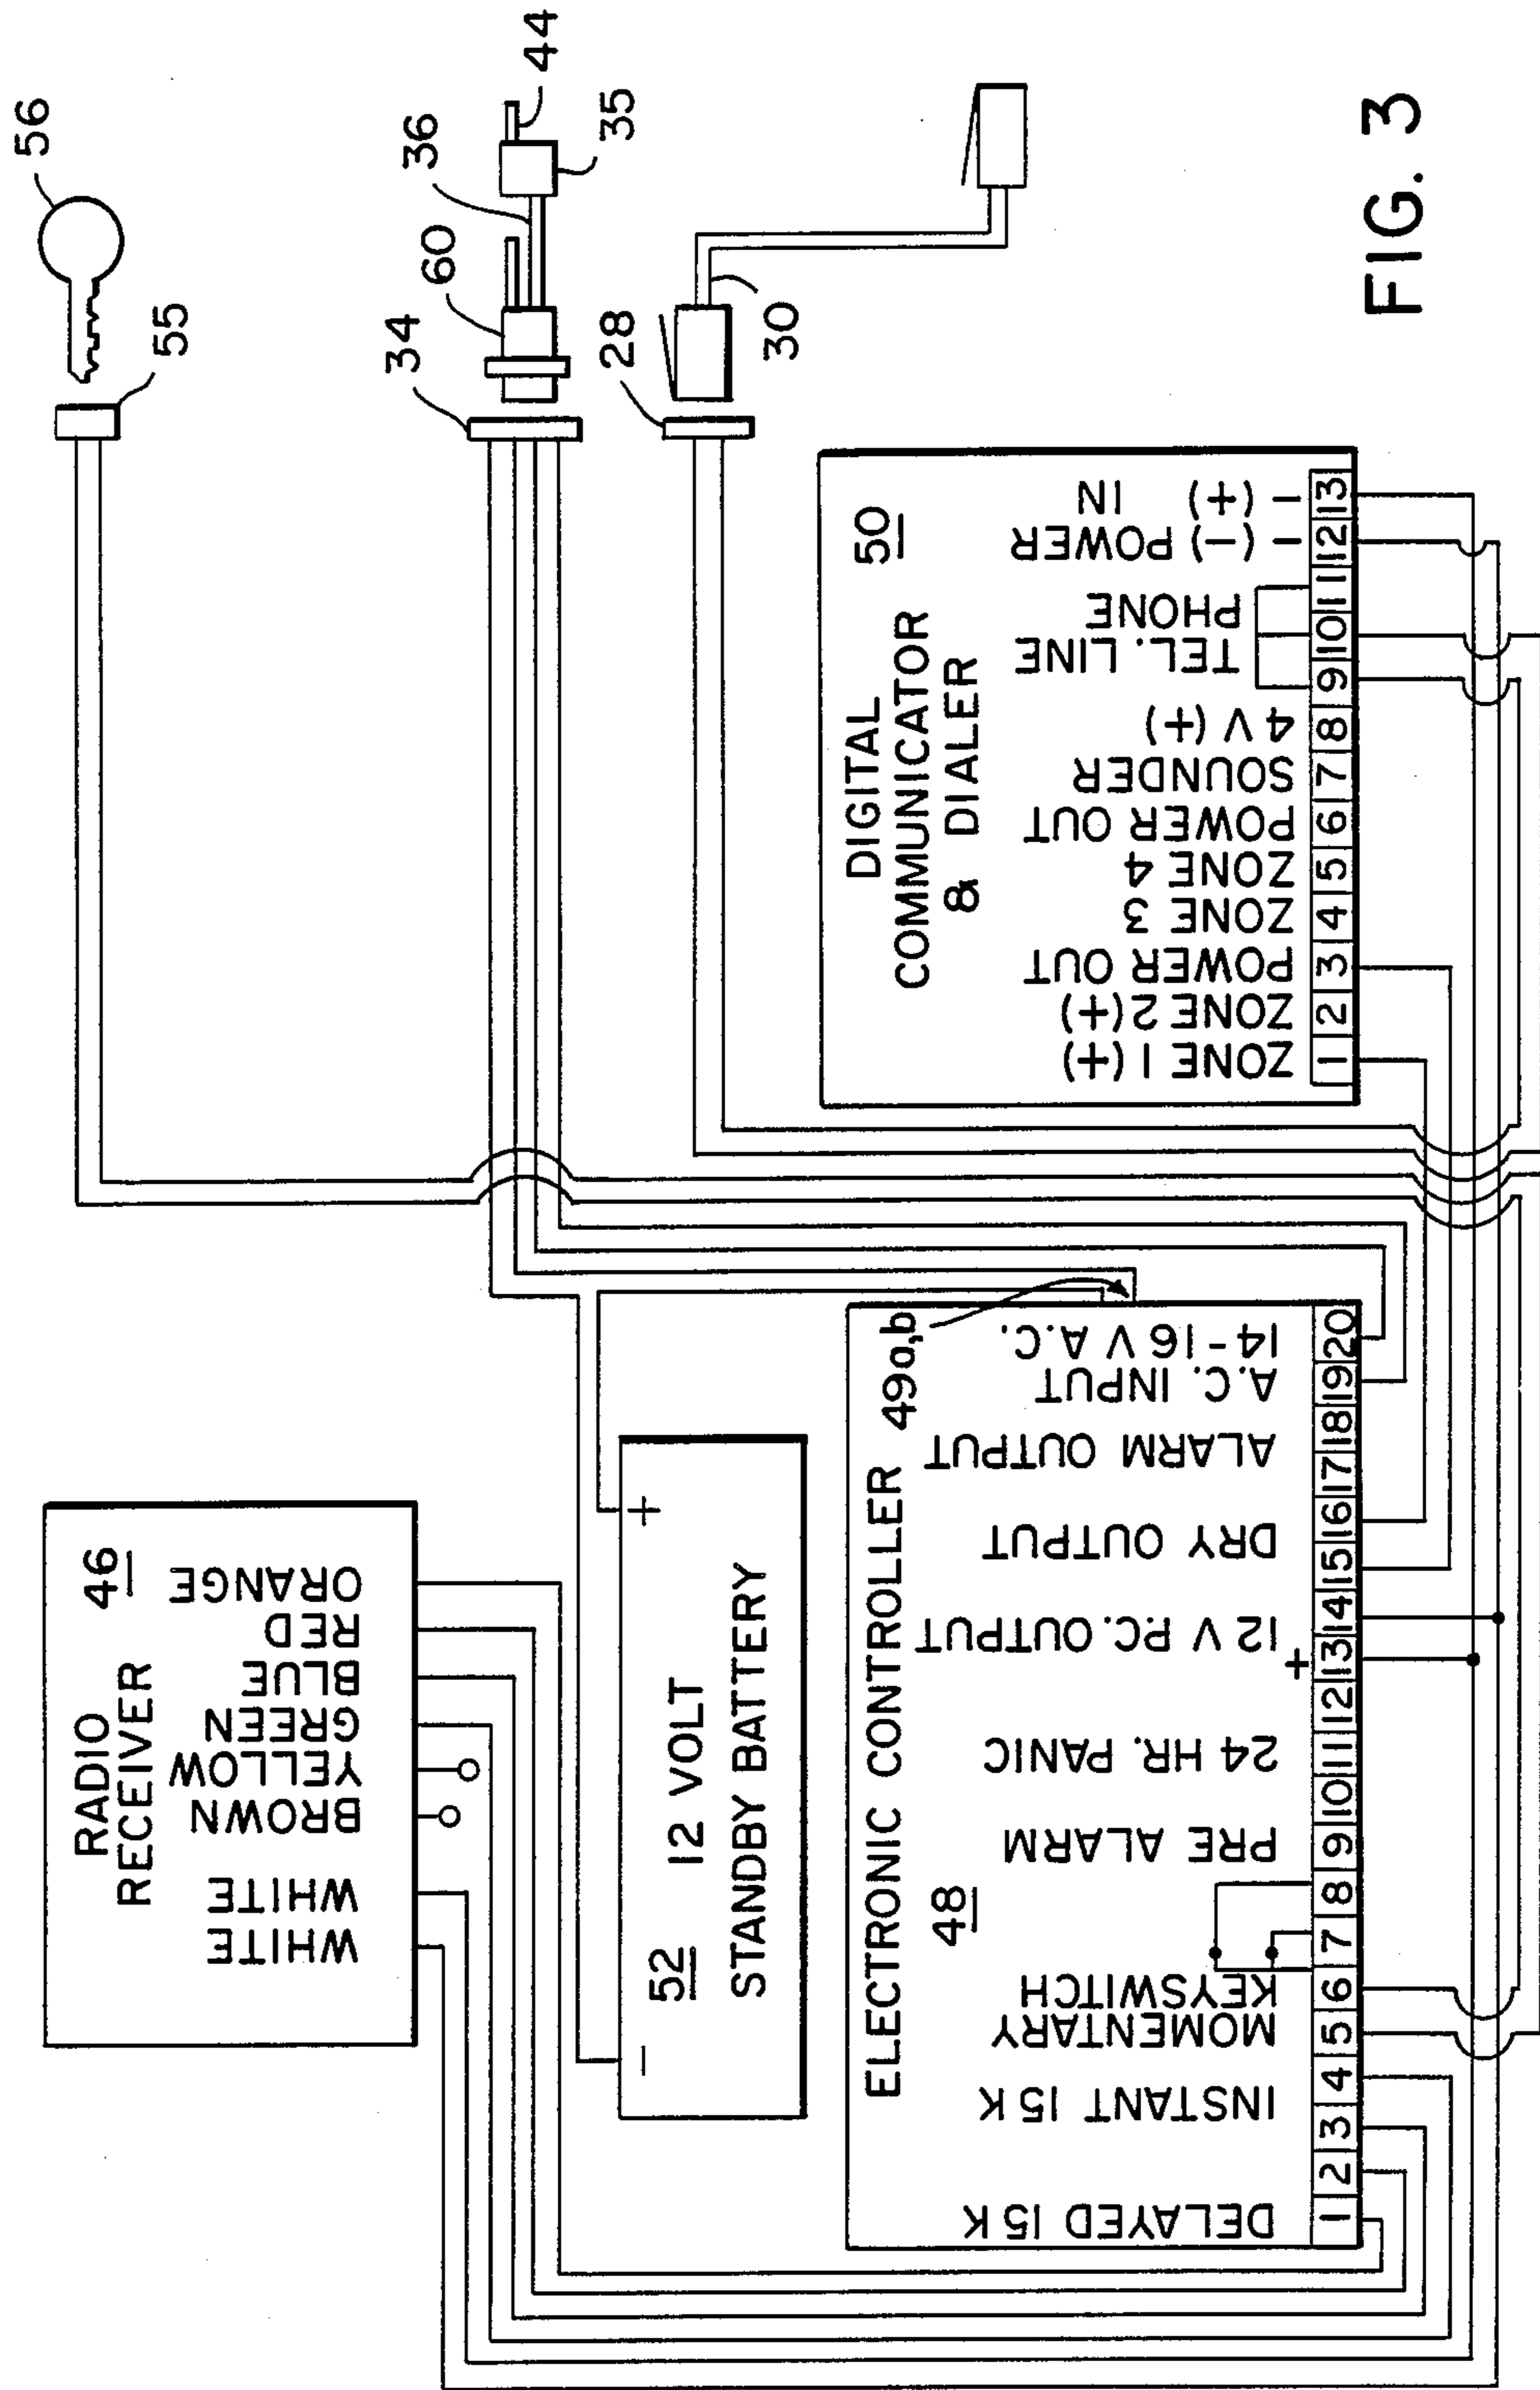 56
55
34
60
36
44
35
28
30
RADIO
RECEIVER
46
WHITE
WHITE
BROWN
YELLOW
GREEN
BLUE
RED
ORANGE
52
12 VOLT
STANDBY BATTERY
-
+
ELECTRONIC CONTROLLER
48
49a,b
DELAYED 15K
INSTANT 15K
MOMENTARY
KEYSWITCH
PRE ALARM
24 HR. PANIC
+
12 V P.C. OUTPUT
DRY OUTPUT
ALARM OUTPUT
A.C. INPUT
14-16 V A.C.
1 2 3 4 5 6 7 8 9 10 11 12 13 14 15 16 17 18 19 20
DIGITAL
COMMUNICATOR
& DIALER
50
ZONE 1 (+)
ZONE 2 (+)
POWER OUT
ZONE 3
ZONE 4
POWER OUT
SOUNDER
4 V (+)
TEL. LINE
PHONE
- (-) POWER
- (+) IN
1 2 3 4 5 6 7 8 9 10 11 12 13
FIG. 3